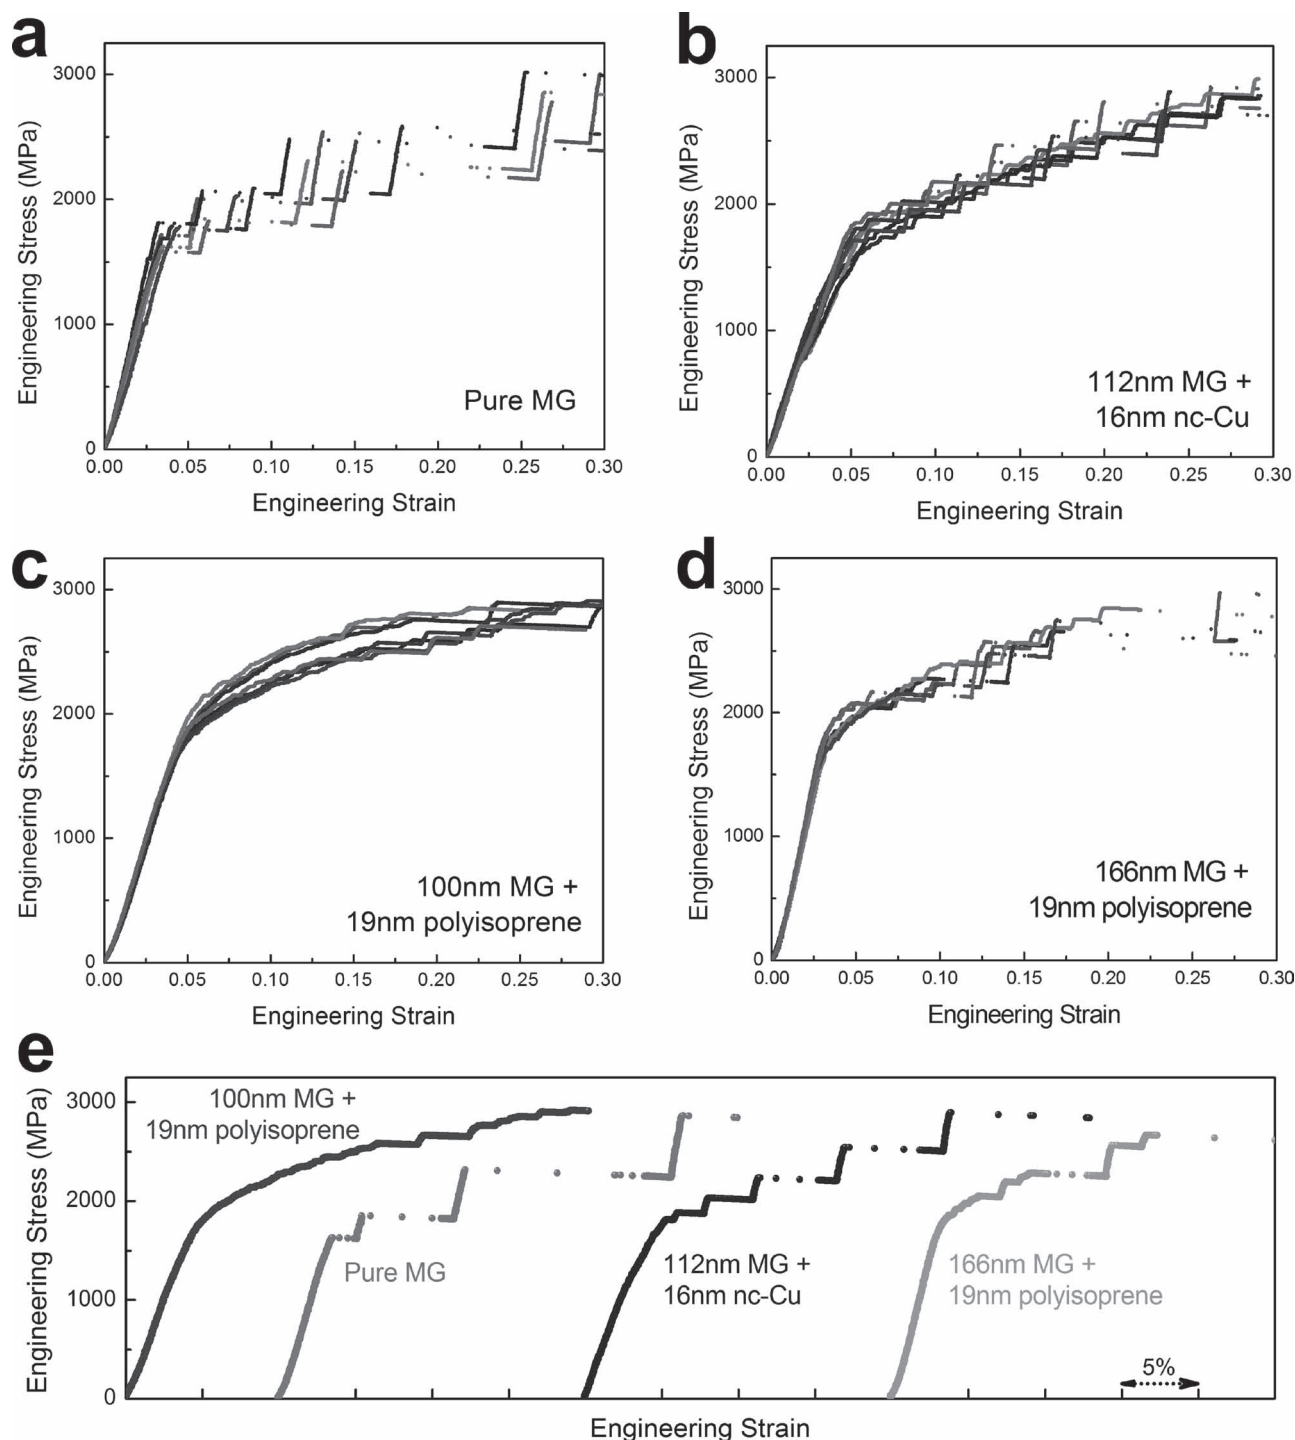 a
3000
2000
1000
0
0.00 0.05 0.10 0.15 0.20 0.25 0.30
Engineering Stress (MPa)
Engineering Strain
Pure MG
b
3000
2000
1000
0
0.00 0.05 0.10 0.15 0.20 0.25 0.30
Engineering Stress (MPa)
Engineering Strain
112nm MG +
16nm nc-Cu
c
3000
2000
1000
0
0.00 0.05 0.10 0.15 0.20 0.25 0.30
Engineering Stress (MPa)
Engineering Strain
100nm MG +
19nm polyisoprene
d
3000
2000
1000
0
0.00 0.05 0.10 0.15 0.20 0.25 0.30
Engineering Stress (MPa)
Engineering Strain
166nm MG +
19nm polyisoprene
e
3000
2000
1000
0
Engineering Stress (MPa)
100nm MG +
19nm polyisoprene
Pure MG
112nm MG +
16nm nc-Cu
166nm MG +
19nm polyisoprene
5%
Engineering Strain